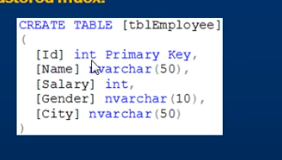 CREATE TABLE [tblEmployee]
(
[Id] int Primary Key,
[Name] nvarchar(50),
[Salary] int,
[Gender] nvarchar(10),
[City] nvarchar(50)
)